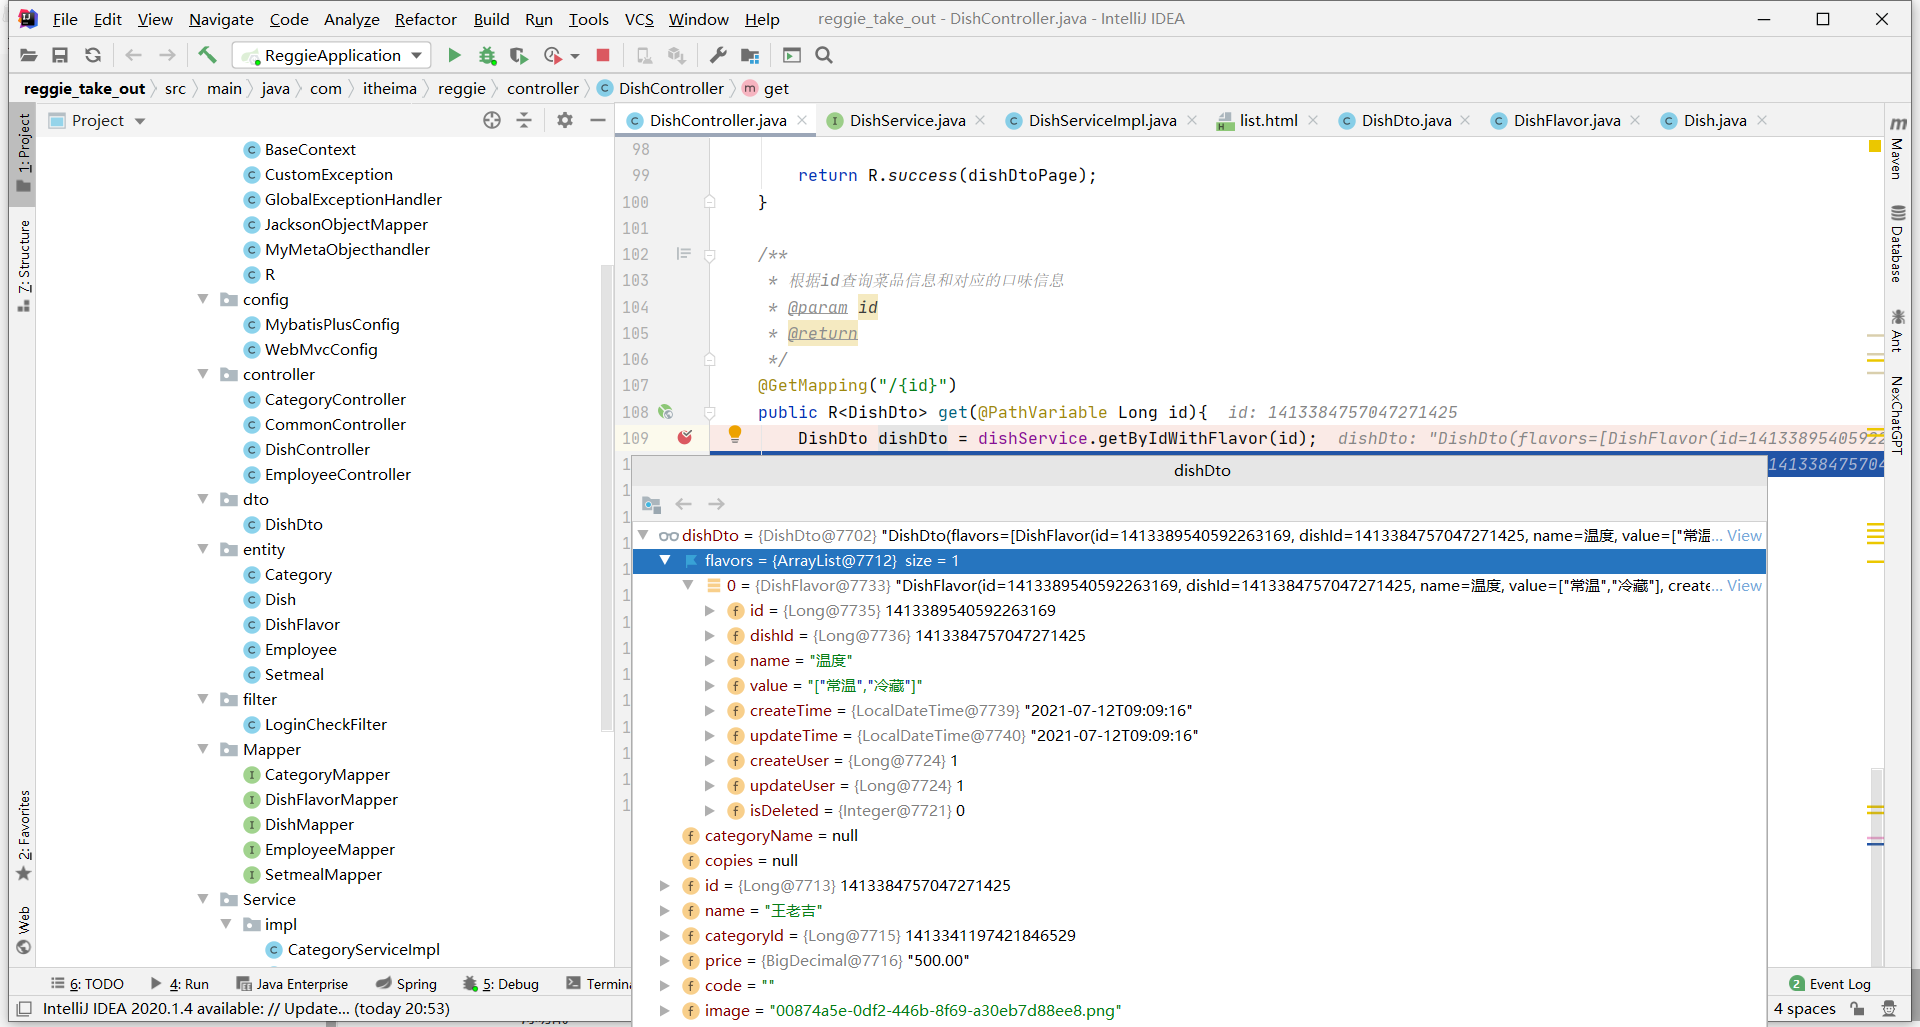 File Edit View Navigate Code Analyze Refactor Build Run Tools VCS Window Help reggie_take_out - DishController.java - IntelliJ IDEA
ReggieApplication
reggie_take_out src main java com itheima reggie controller DishController get
Project
DishController.java DishService.java DishServiceImpl.java list.html DishDto.java DishFlavor.java Dish.java
1: Project
7: Structure
2: Favorites
Web
BaseContext
CustomException
GlobalExceptionHandler
JacksonObjectMapper
MyMetaObjecthandler
R
config
MybatisPlusConfig
WebMvcConfig
controller
CategoryController
CommonController
DishController
EmployeeController
dto
DishDto
entity
Category
Dish
DishFlavor
Employee
Setmeal
filter
LoginCheckFilter
Mapper
CategoryMapper
DishFlavorMapper
DishMapper
EmployeeMapper
SetmealMapper
Service
impl
CategoryServiceImpl
98
99 return R.success(dishDtoPage);
100 }
101
102 /**
103 * 根据id查询菜品信息和对应的口味信息
104 * @param id
105 * @return
106 */
107 @GetMapping("/{id}")
108 public R<DishDto> get(@PathVariable Long id){ id: 1413384757047271425
109 DishDto dishDto = dishService.getByIdWithFlavor(id); dishDto: "DishDto(flavors=[DishFlavor(id=14133895405922
141338475704
dishDto
dishDto = {DishDto@7702} "DishDto(flavors=[DishFlavor(id=1413389540592263169, dishId=1413384757047271425, name=温度, value=["常温... View
flavors = {ArrayList@7712} size = 1
0 = {DishFlavor@7733} "DishFlavor(id=1413389540592263169, dishId=1413384757047271425, name=温度, value=["常温","冷藏"], create... View
id = {Long@7735} 1413389540592263169
dishId = {Long@7736} 1413384757047271425
name = "温度"
value = "["常温","冷藏"]"
createTime = {LocalDateTime@7739} "2021-07-12T09:09:16"
updateTime = {LocalDateTime@7740} "2021-07-12T09:09:16"
createUser = {Long@7724} 1
updateUser = {Long@7724} 1
isDeleted = {Integer@7721} 0
categoryName = null
copies = null
id = {Long@7713} 1413384757047271425
name = "王老吉"
categoryId = {Long@7715} 1413341197421846529
price = {BigDecimal@7716} "500.00"
code = ""
image = "00874a5e-0df2-446b-8f69-a30eb7d88ee8.png"
m
Maven
Database
Ant
NexChatGPT
6: TODO 4: Run Java Enterprise Spring 5: Debug Termina 2 Event Log
IntelliJ IDEA 2020.1.4 available: // Update... (today 20:53) 4 spaces